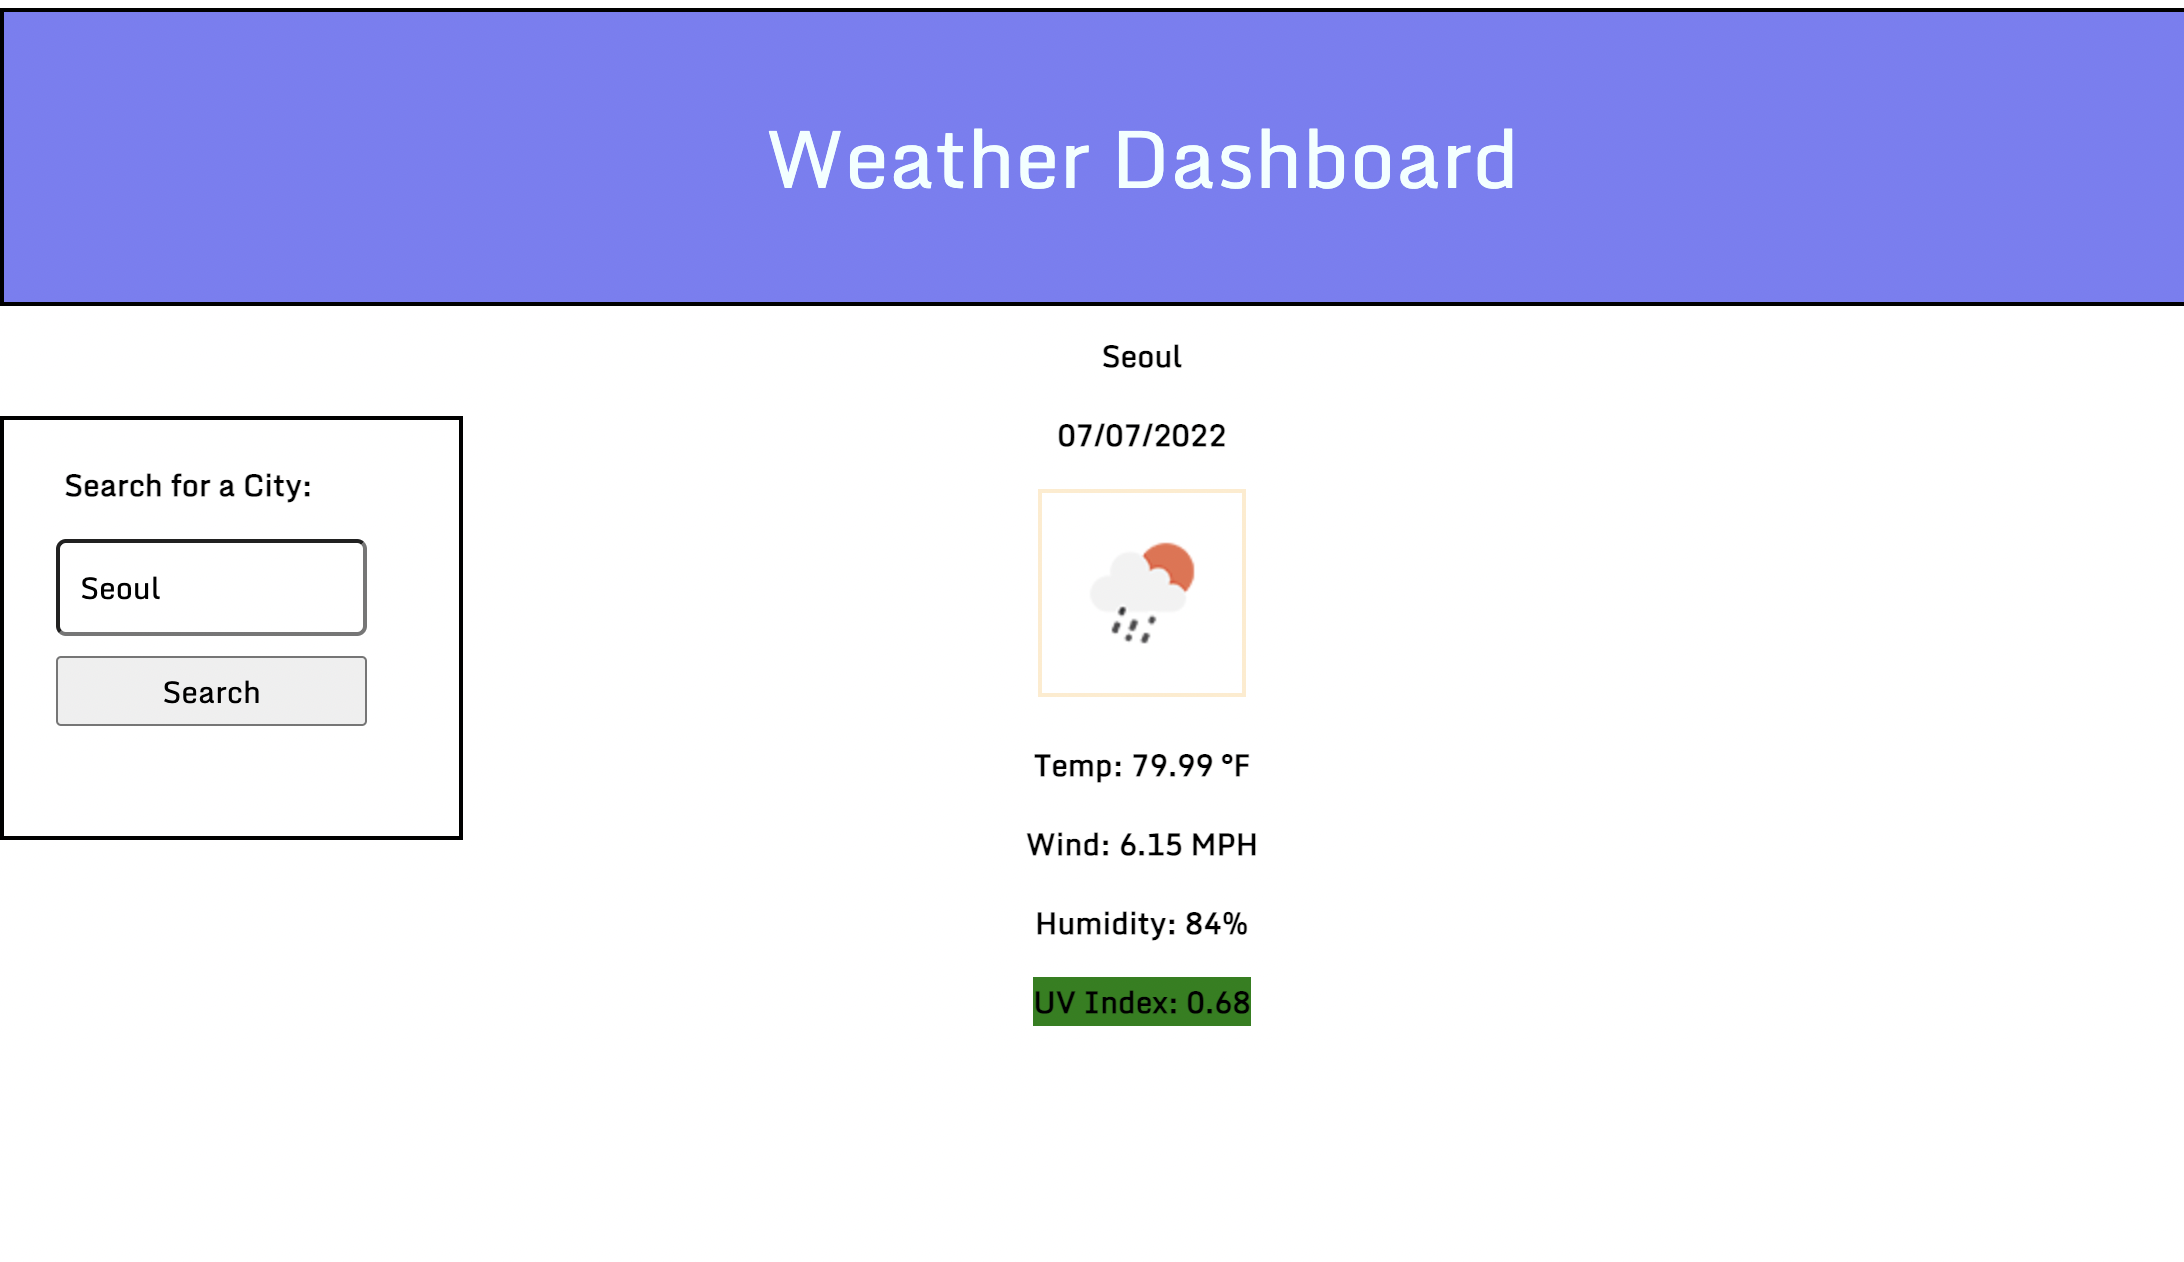 Weather Dashboard
Search for a City:
Seoul
Search
Seoul
07/07/2022
Temp: 79.99 °F
Wind: 6.15 MPH
Humidity: 84%
UV Index: 0.68